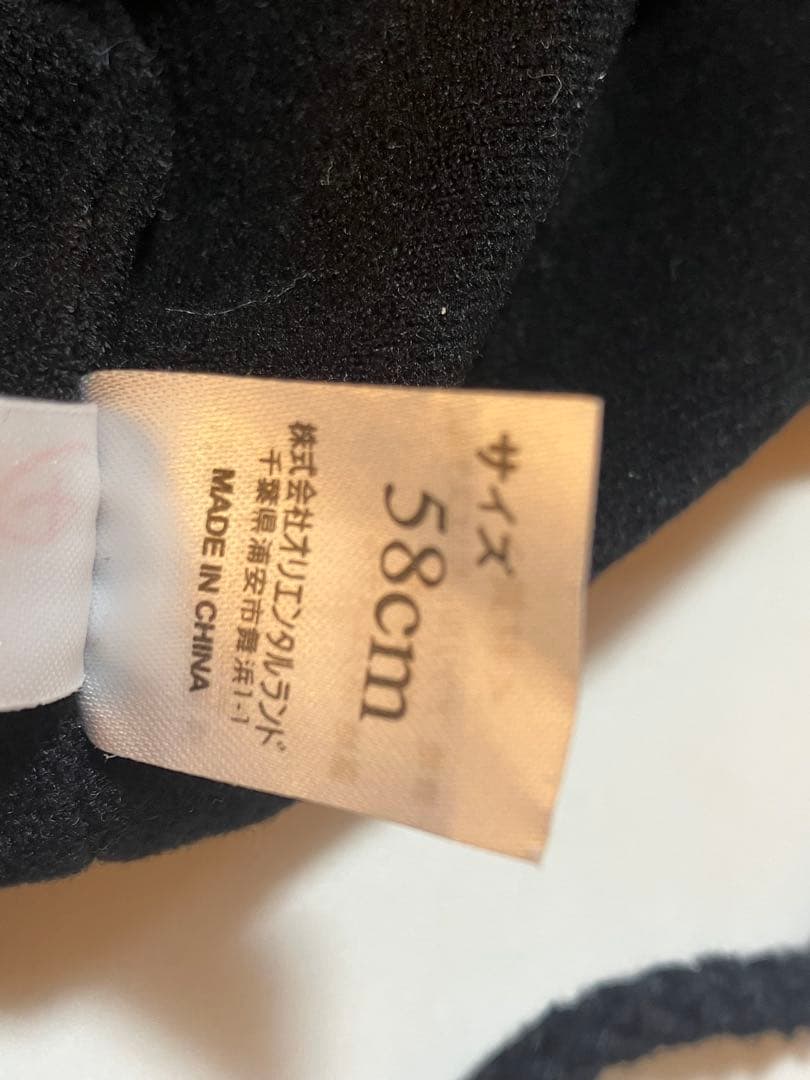 サイズ
58cm
株式会社オリエンタルランド
千葉県浦安市舞浜1-1
MADE IN CHINA